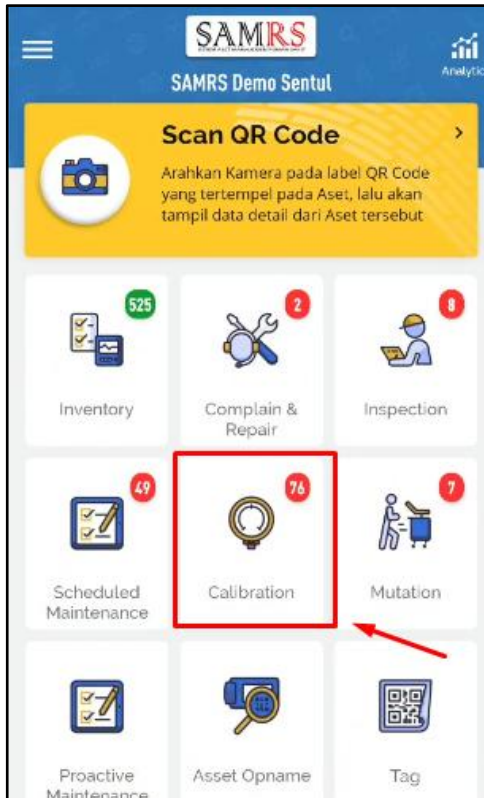 SAMRS
SAMRS Demo Sentul
Analytic
Scan QR Code
Arahkan Kamera pada label QR Code
yang tertempel pada Aset, lalu akan
tampil data detail dari Aset tersebut
525
2
8
Inventory
Complain &
Repair
Inspection
49
76
7
Scheduled
Maintenance
Calibration
Mutation
Proactive
Maintenance
Asset Opname
Tag